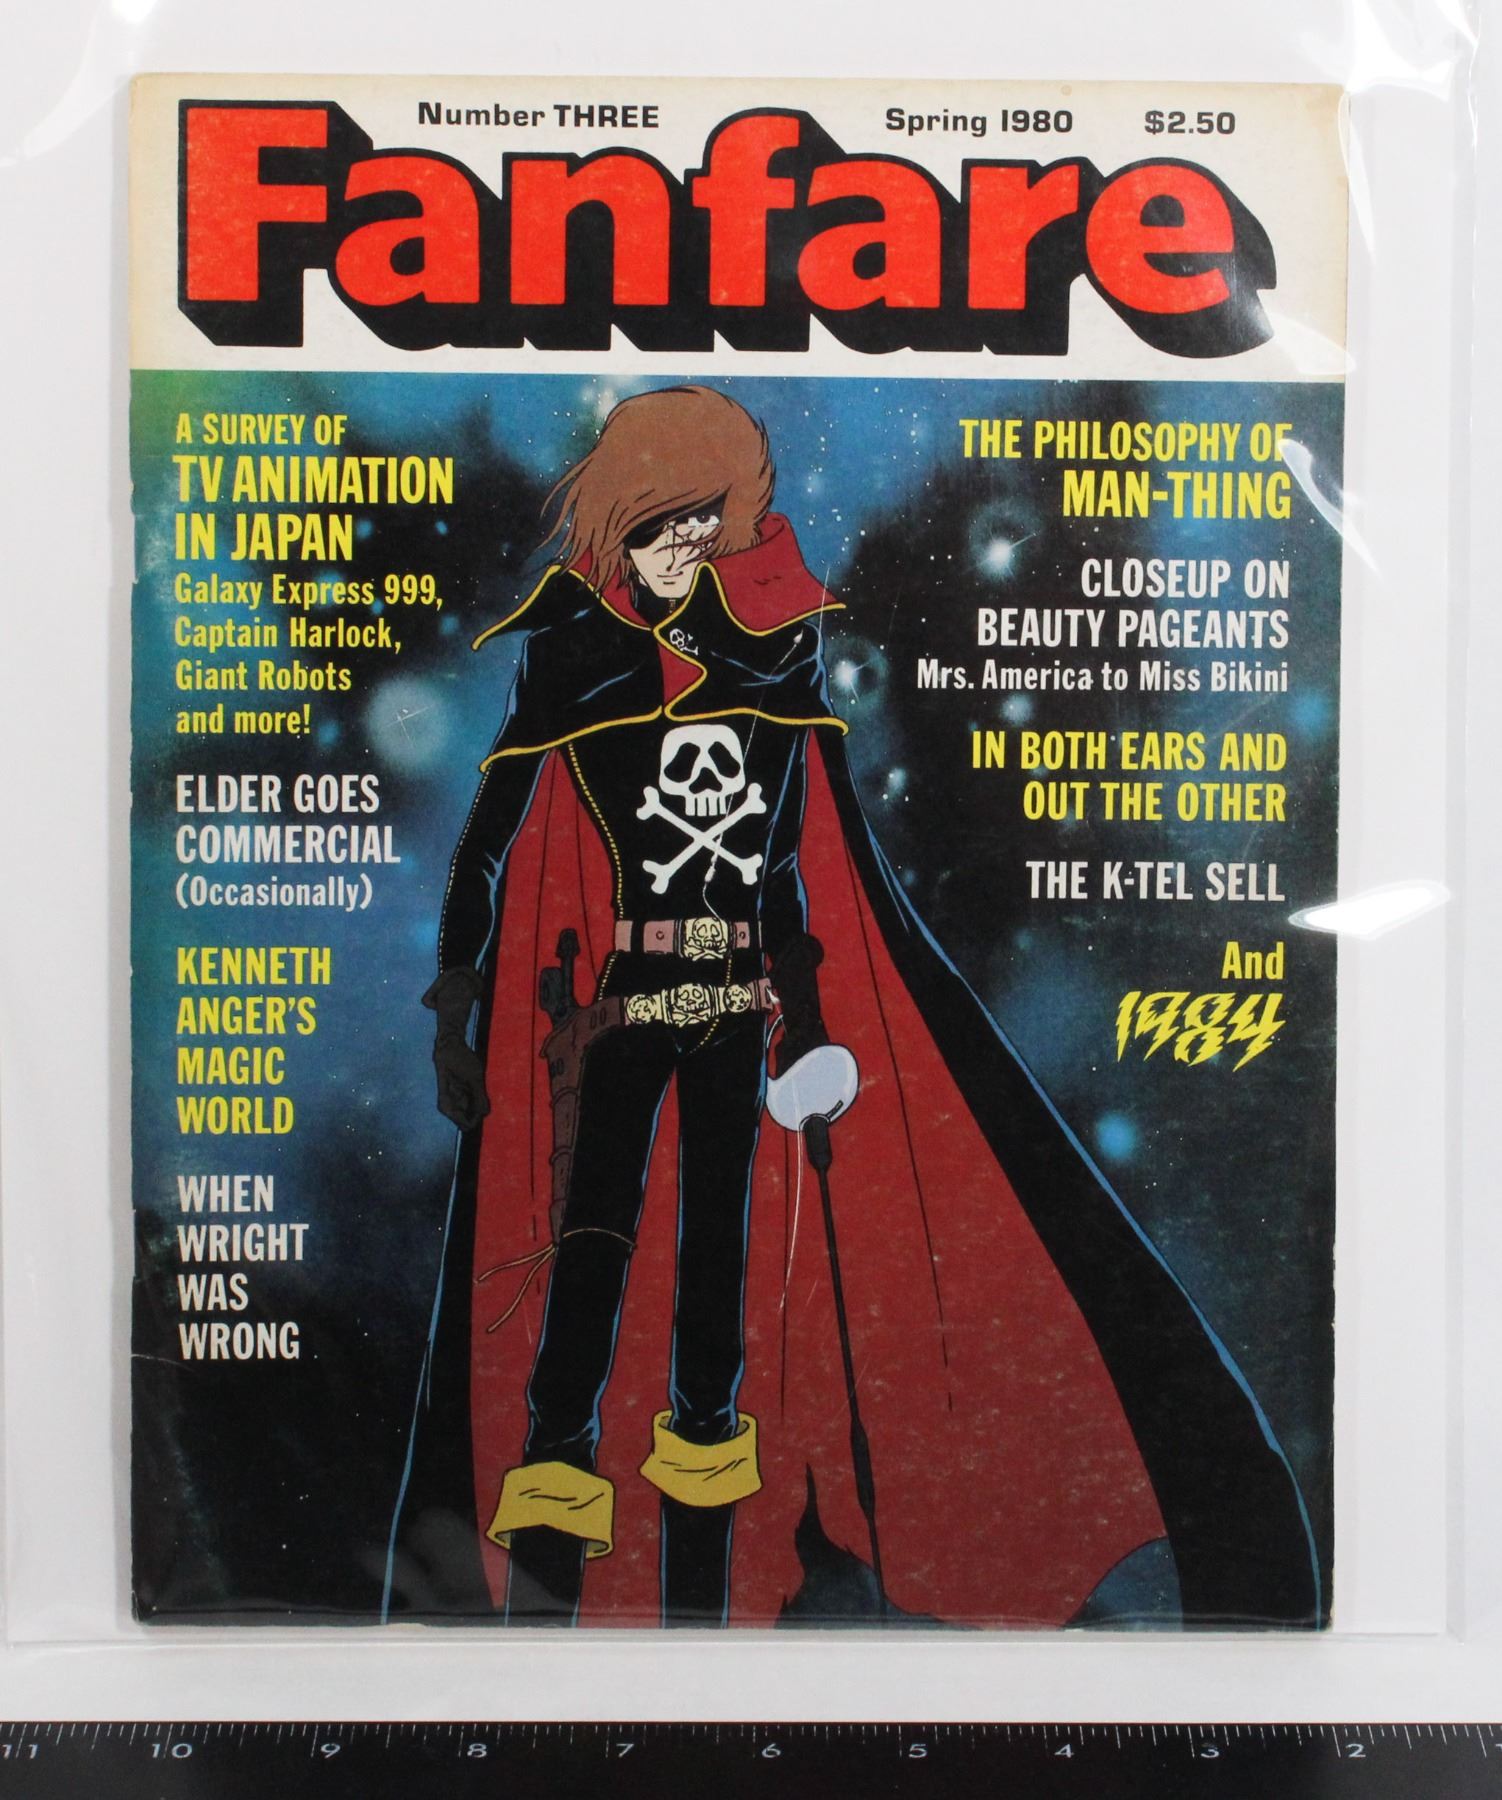 Number THREE Spring 1980 $2.50
Fanfare
A SURVEY OF
TV ANIMATION
IN JAPAN
Galaxy Express 999,
Captain Harlock,
Giant Robots
and more!
ELDER GOES
COMMERCIAL
(Occasionally)
KENNETH
ANGER'S
MAGIC
WORLD
WHEN
WRIGHT
WAS
WRONG
THE PHILOSOPHY OF
MAN-THING
CLOSEUP ON
BEAUTY PAGEANTS
Mrs. America to Miss Bikini
IN BOTH EARS AND
OUT THE OTHER
THE K-TEL SELL
And
1984
11 10 9 8 7 6 5 4 3 2